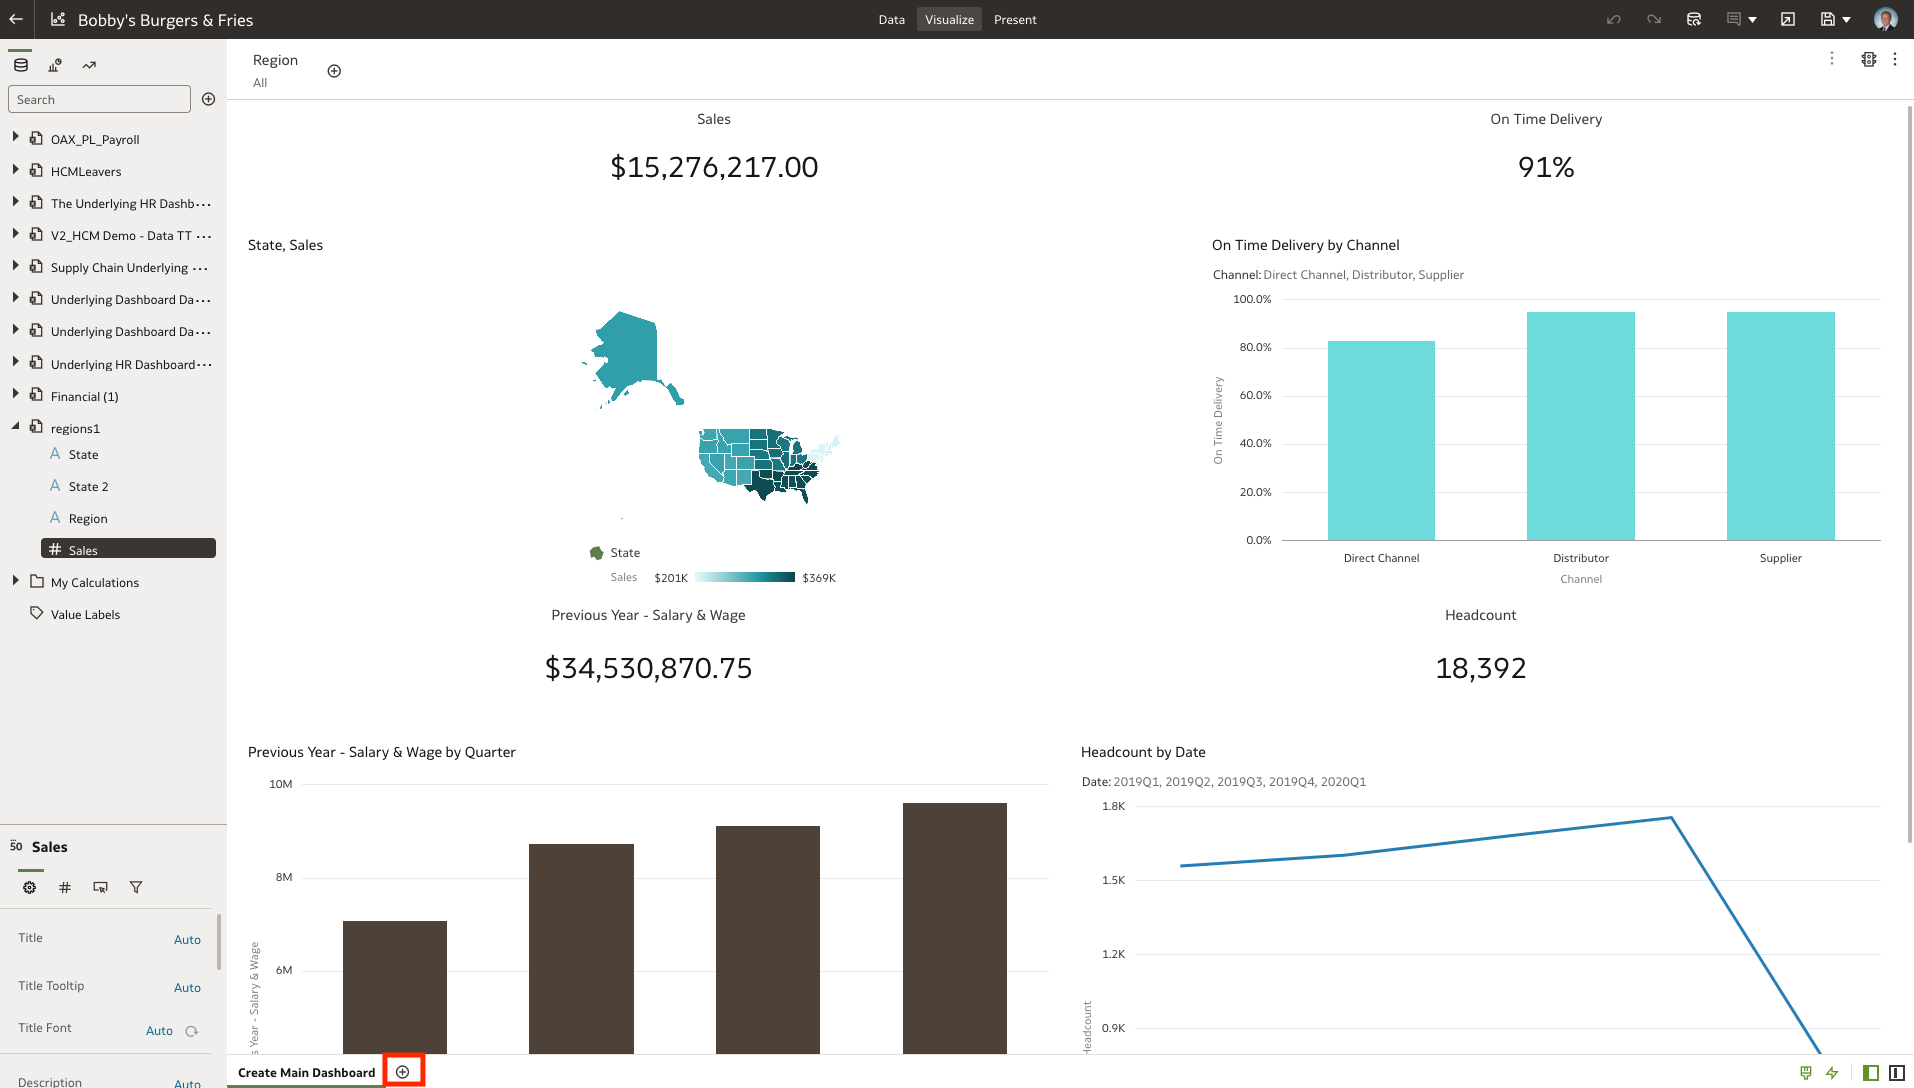 Bobby's Burgers & Fries
Data Visualize Present
Search
OAX_PL_Payroll
HCMLeavers
The Underlying HR Dashb...
V2_HCM Demo - Data TT ...
Supply Chain Underlying ...
Underlying Dashboard Da...
Underlying Dashboard Da...
Underlying HR Dashboard...
Financial (1)
regions1
A State
A State 2
A Region
# Sales
My Calculations
Value Labels
50 Sales
#
Title Auto
Title Tooltip Auto
Title Font Auto
Description Auto
Region
All
Sales
$15,276,217.00
On Time Delivery
91%
State, Sales
State
Sales $201K $369K
On Time Delivery by Channel
Channel: Direct Channel, Distributor, Supplier
100.0%
80.0%
60.0%
40.0%
20.0%
0.0%
On Time Delivery
Direct Channel Distributor Supplier
Channel
Previous Year - Salary & Wage
$34,530,870.75
Headcount
18,392
Previous Year - Salary & Wage by Quarter
10M
8M
6M
s Year - Salary & Wage
Headcount by Date
Date: 2019Q1, 2019Q2, 2019Q3, 2019Q4, 2020Q1
1.8K
1.5K
1.2K
0.9K
Headcount
Create Main Dashboard